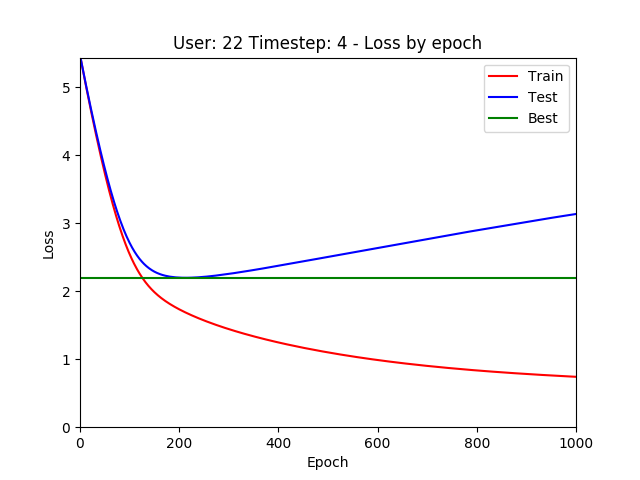 User: 22 Timestep: 4 - Loss by epoch
Train
Test
Best
Loss
5
4
3
2
1
0
0 200 400 600 800 1000
Epoch